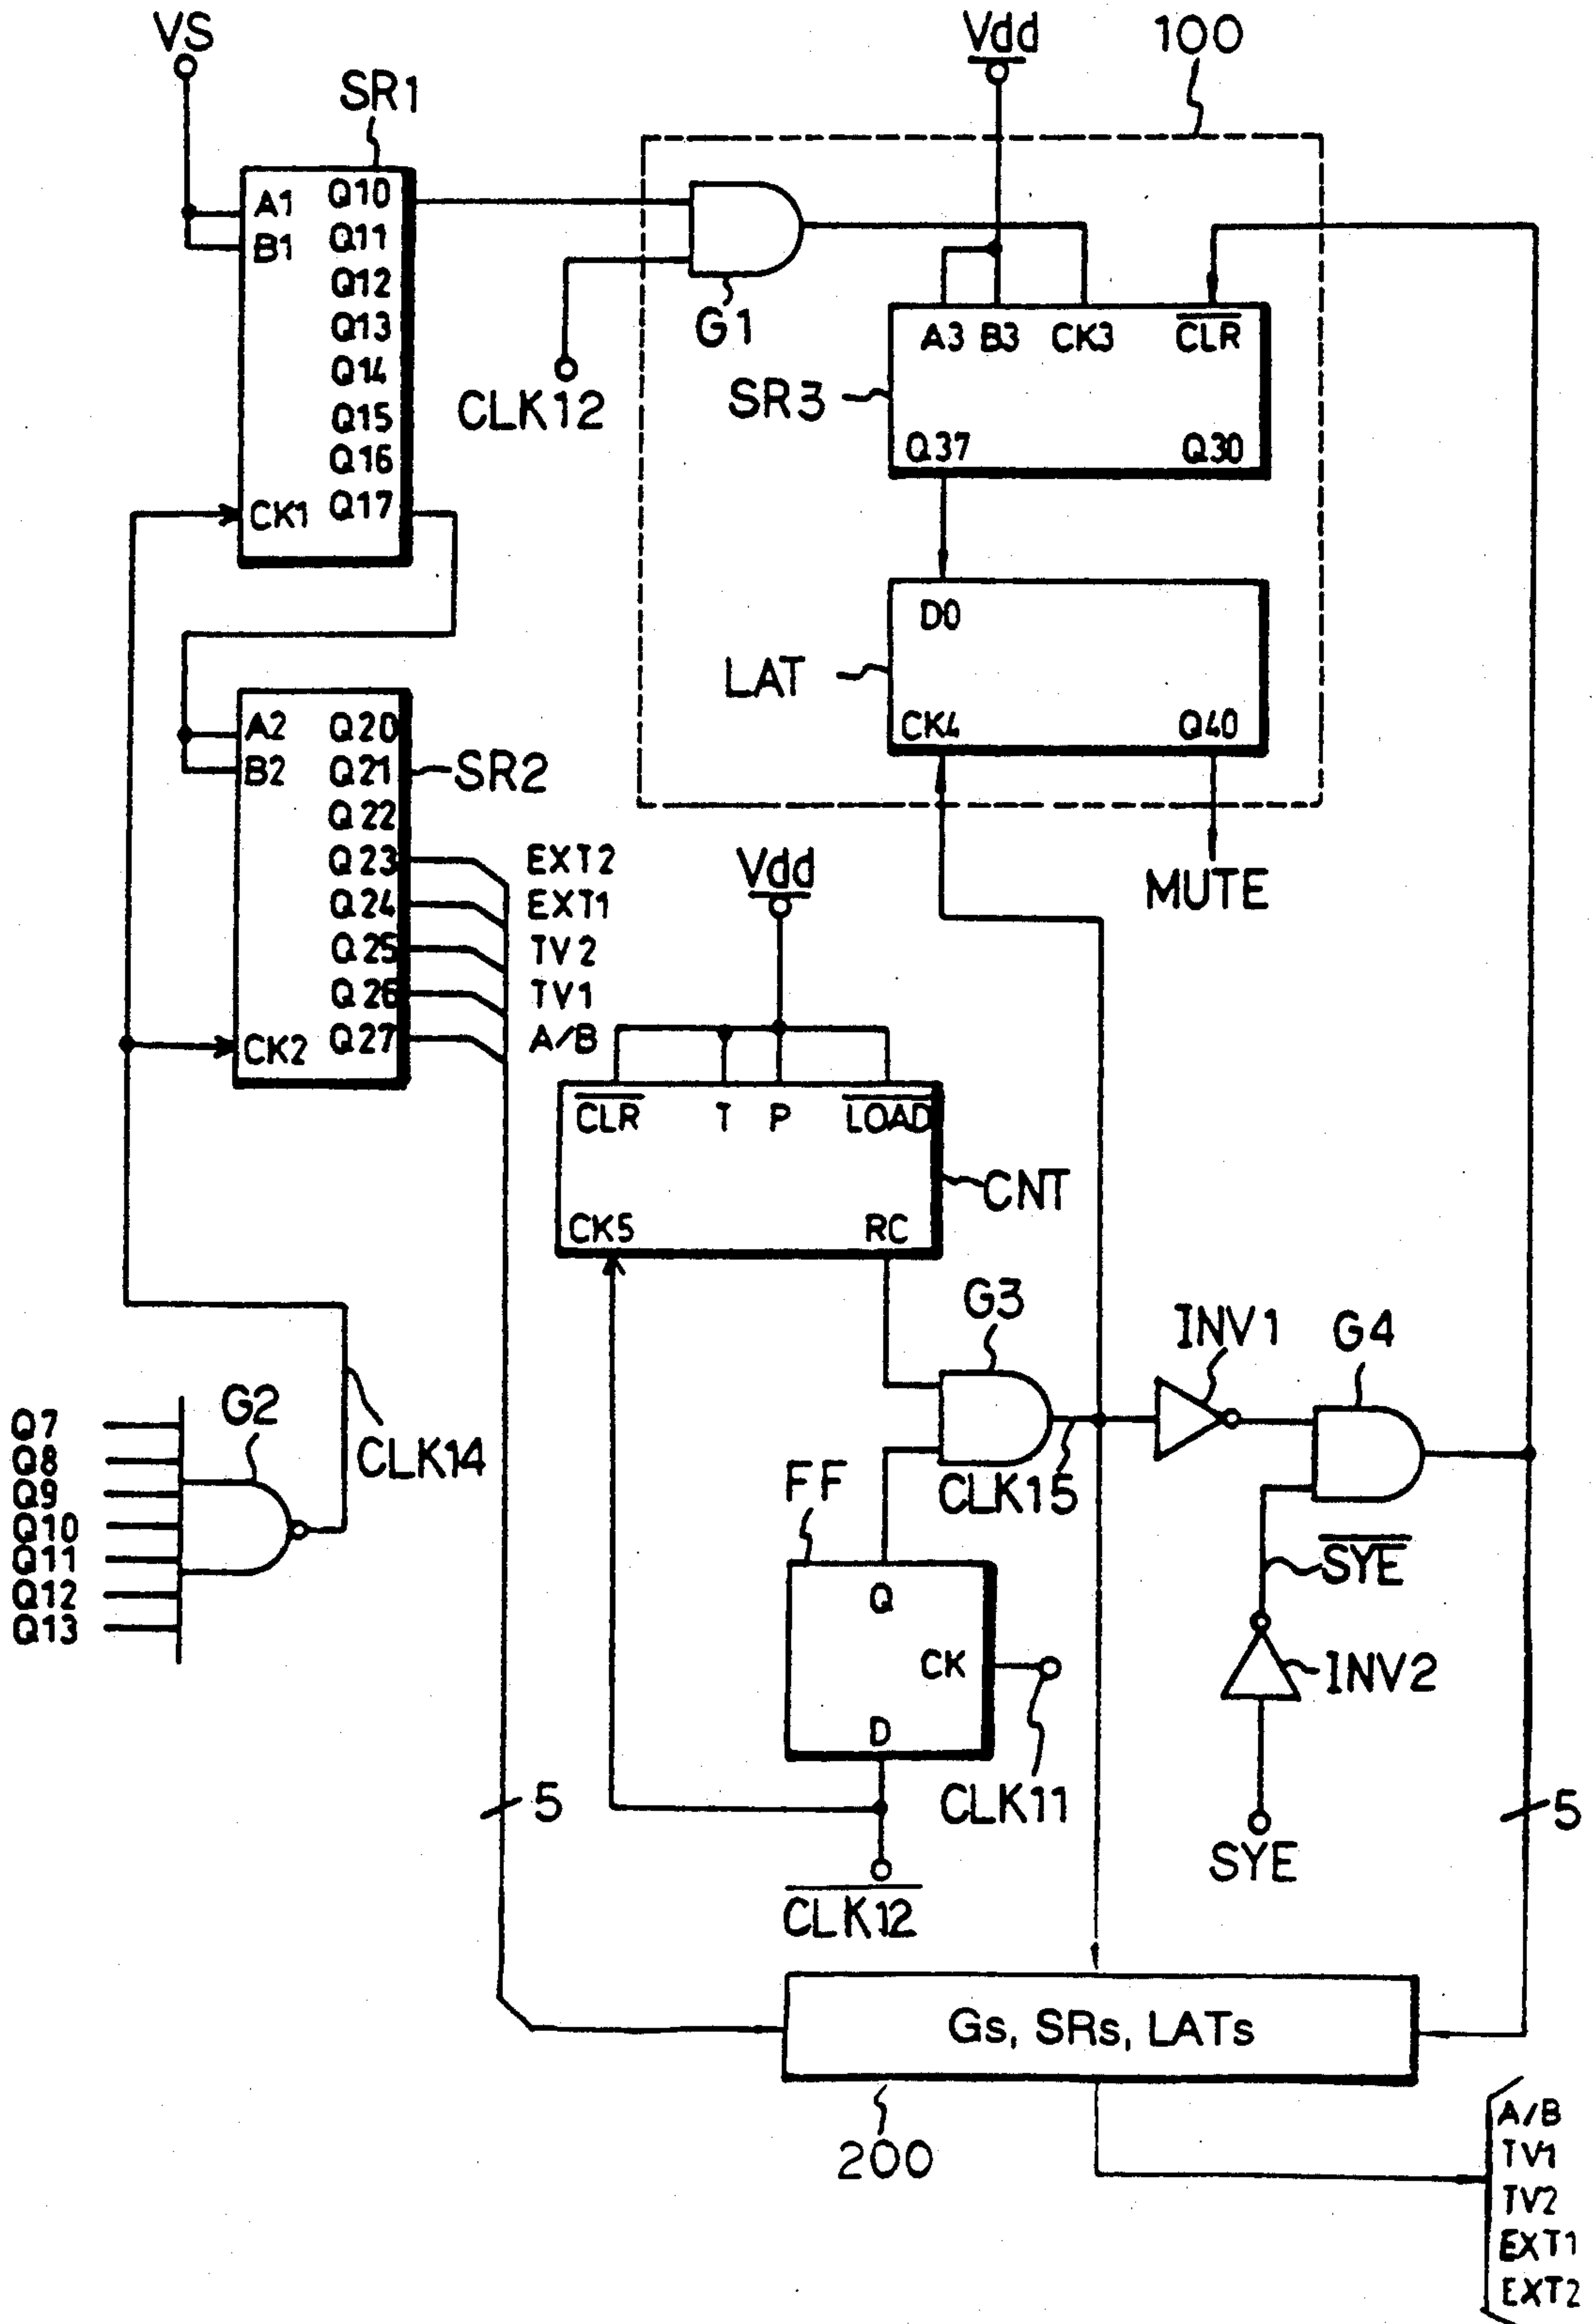 VS
SR1
A1
B1
CK1
Q10
Q11
Q12
Q13
Q14
Q15
Q16
Q17
Vdd
100
G1
CLK12
A3 B3 CK3 CLR
SR3
Q37 Q30
D0
LAT
CK4 Q40
MUTE
A2
B2
CK2
Q20
Q21
Q22
Q23
Q24
Q25
Q26
Q27
SR2
EXT2
EXT1
TV2
TV1
A/B
Vdd
CLR T P LOAD
CNT
CK5 RC
G3
INV1
G4
G2
Q7
Q8
Q9
Q10
Q11
Q12
Q13
CLK14
CLK15
FF
Q
CK
D
CLK11
CLK12
SYE
INV2
SYE
5
5
Gs, SRs, LATs
200
A/B
TV1
TV2
EXT1
EXT2